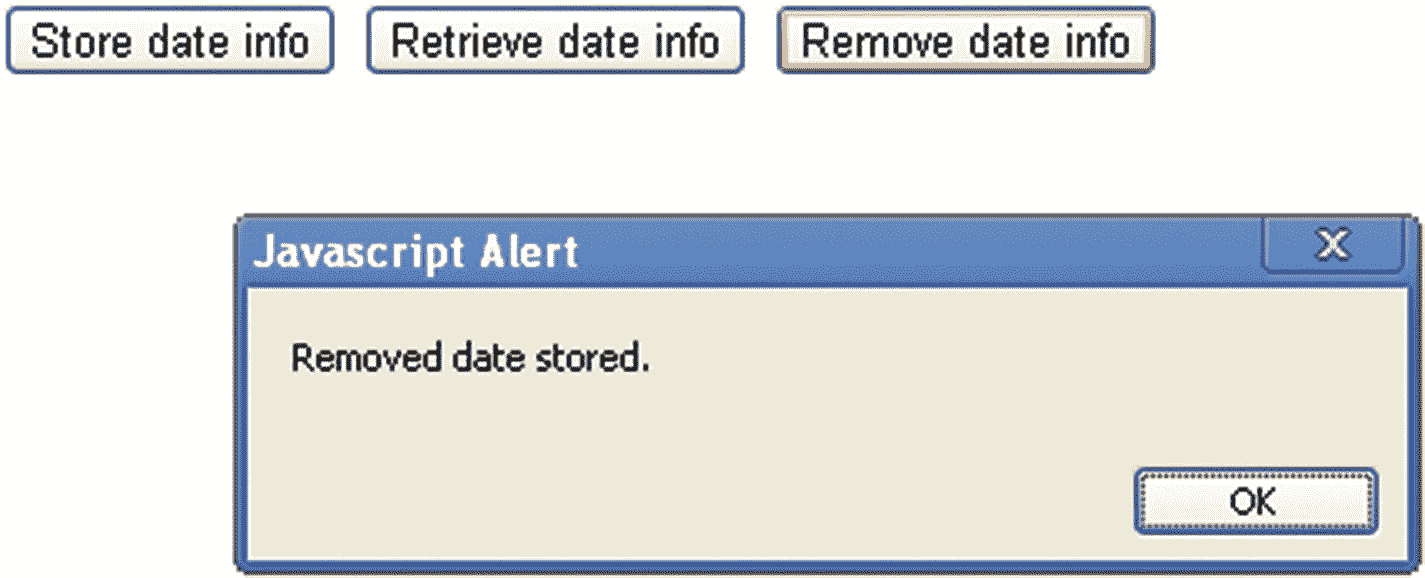 Store date info Retrieve date info Remove date info
Javascript Alert
Removed date stored.
OK